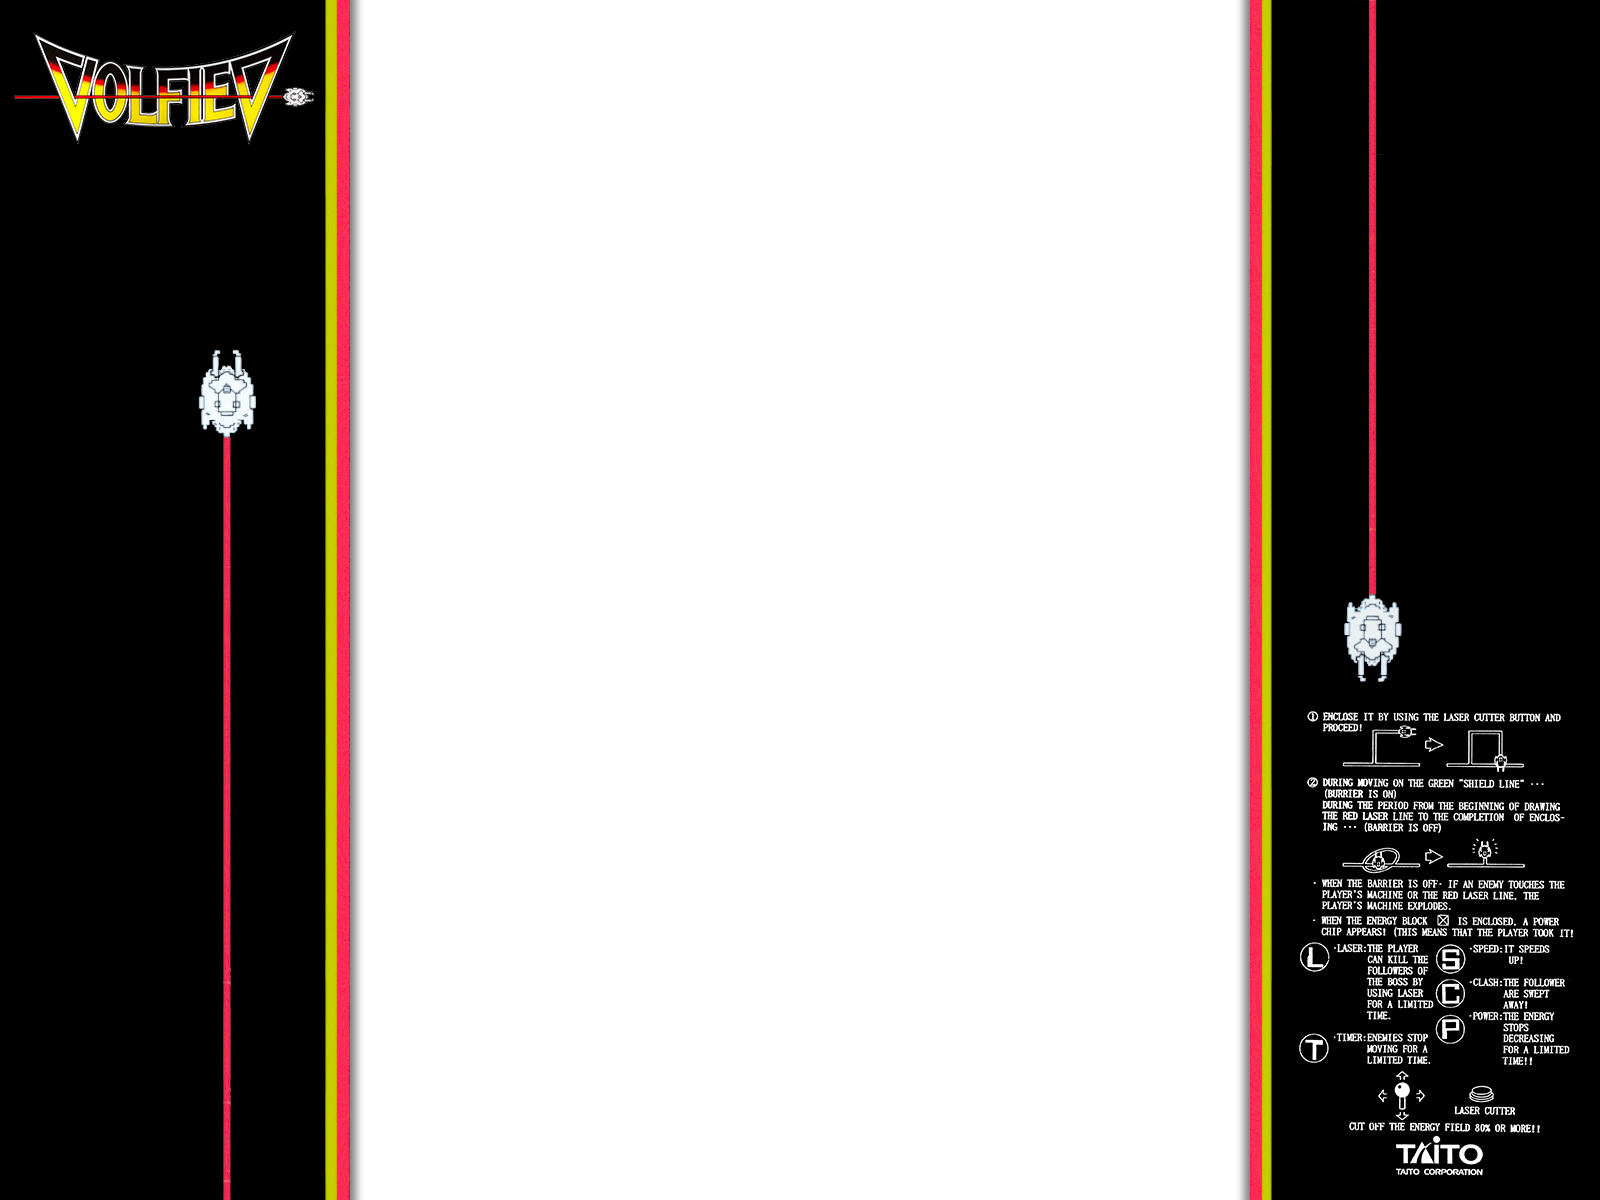 VOLFIED
① ENCLOSE IT BY USING THE LASER CUTTER BUTTON AND
PROCEED!
② DURING MOVING ON THE GREEN "SHIELD LINE" ···
(BURRIER IS ON)
DURING THE PERIOD FROM THE BEGINNING OF DRAWING
THE RED LASER LINE TO THE COMPLETION OF ENCLOS-
ING ··· (BARRIER IS OFF)
· WHEN THE BARRIER IS OFF· IF AN ENEMY TOUCHES THE
PLAYER'S MACHINE OR THE RED LASER LINE, THE
PLAYER'S MACHINE EXPLODES.
· WHEN THE ENERGY BLOCK IS ENCLOSED, A POWER
CHIP APPEARS! (THIS MEANS THAT THE PLAYER TOOK IT!
L ·LASER:THE PLAYER
CAN KILL THE
FOLLOWERS OF
THE BOSS BY
USING LASER
FOR A LIMITED
TIME.
T ·TIMER:ENEMIES STOP
MOVING FOR A
LIMITED TIME.
S ·SPEED:IT SPEEDS
UP!
C ·CLASH:THE FOLLOWER
ARE SWEPT
AWAY!
P ·POWER:THE ENERGY
STOPS
DECREASING
FOR A LIMITED
TIME!!
LASER CUTTER
CUT OFF THE ENERGY FIELD 80% OR MORE!!
TAITO
TAITO CORPORATION